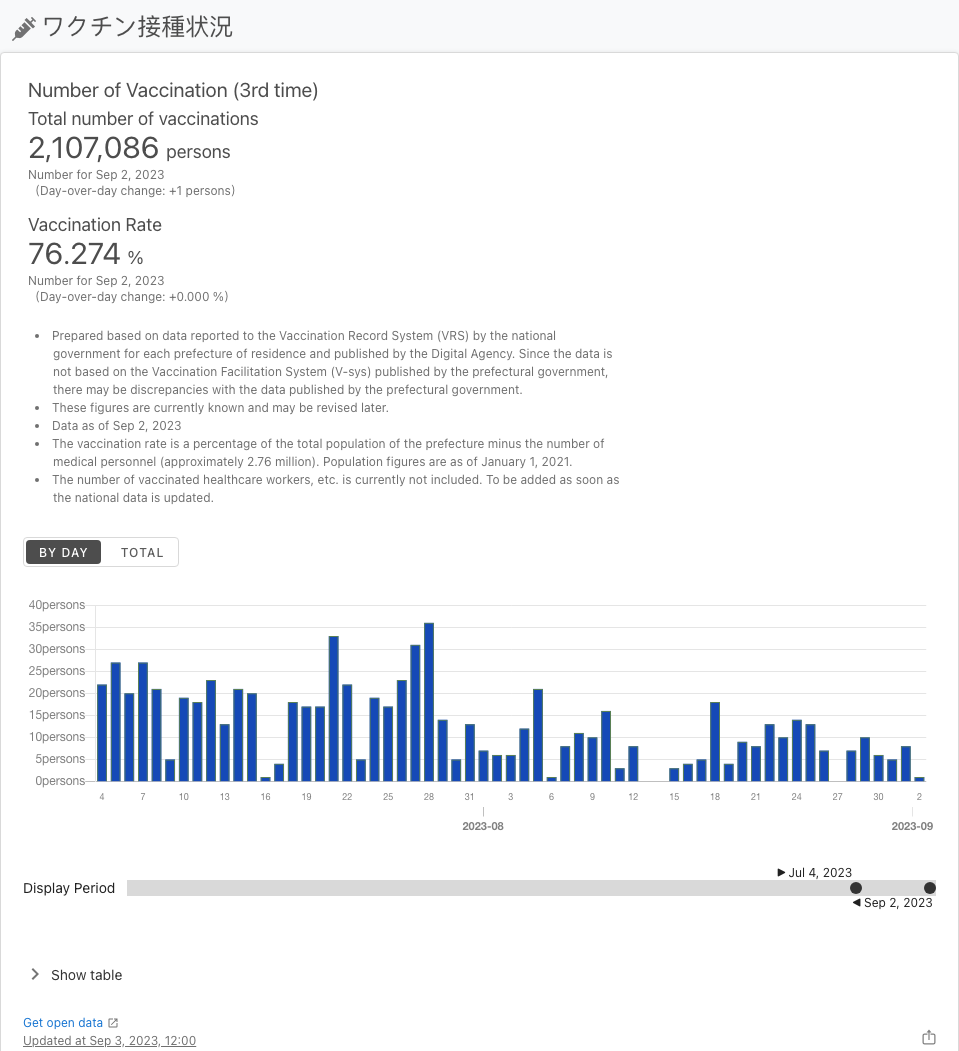 ワクチン接種状況
Number of Vaccination (3rd time)
Total number of vaccinations
2,107,086 persons
Number for Sep 2, 2023
(Day-over-day change: +1 persons)
Vaccination Rate
76.274 %
Number for Sep 2, 2023
(Day-over-day change: +0.000 %)
• Prepared based on data reported to the Vaccination Record System (VRS) by the national
government for each prefecture of residence and published by the Digital Agency. Since the data is
not based on the Vaccination Facilitation System (V-sys) published by the prefectural government,
there may be discrepancies with the data published by the prefectural government.
• These figures are currently known and may be revised later.
• Data as of Sep 2, 2023
• The vaccination rate is a percentage of the total population of the prefecture minus the number of
medical personnel (approximately 2.76 million). Population figures are as of January 1, 2021.
• The number of vaccinated healthcare workers, etc. is currently not included. To be added as soon as
the national data is updated.
BY DAY TOTAL
40persons
35persons
30persons
25persons
20persons
15persons
10persons
5persons
0persons
4 7 10 13 16 19 22 25 28 31 3 6 9 12 15 18 21 24 27 30 2
2023-08 2023-09
Jul 4, 2023
Display Period
Sep 2, 2023
Show table
Get open data
Updated at Sep 3, 2023, 12:00